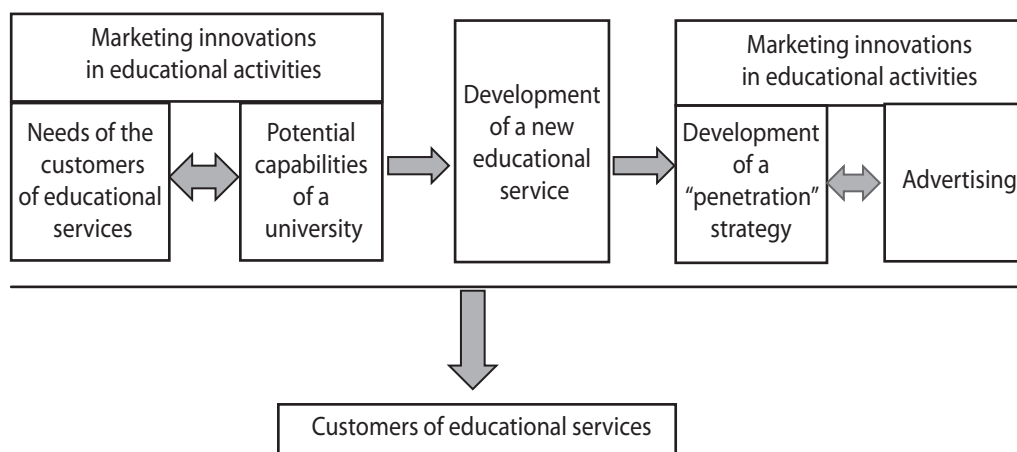 Marketing innovations
in educational activities
Needs of the
customers
of educational
services
Potential
capabilities
of a
university
Development
of a new
educational
service
Marketing innovations
in educational activities
Development
of a
“penetration”
strategy
Advertising
Customers of educational services